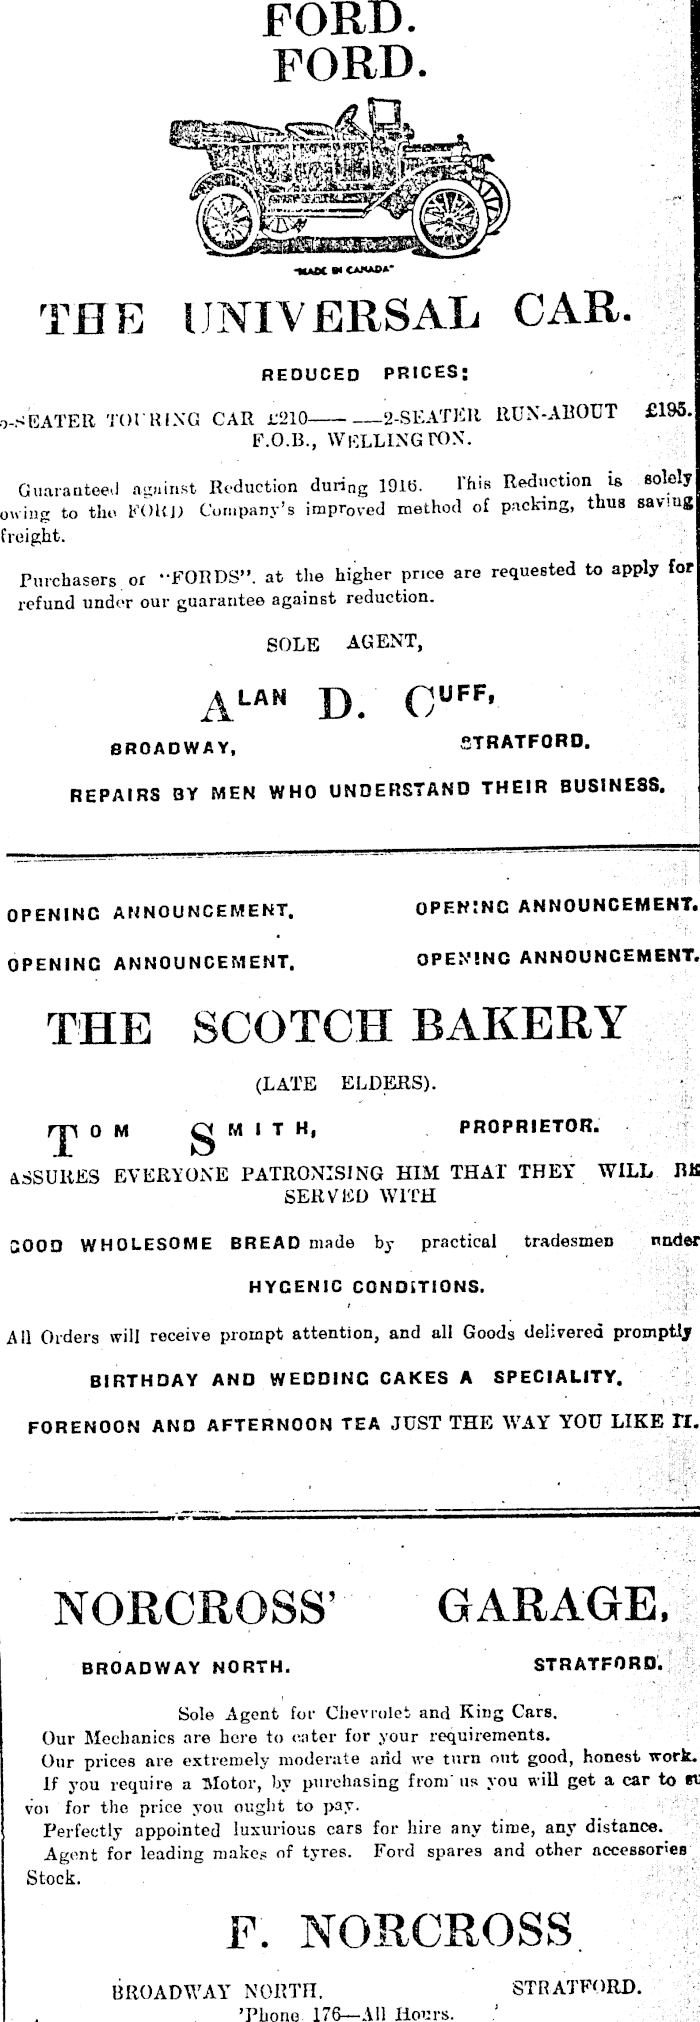 FORD.
FORD.
"MADE IN CANADA"
THE UNIVERSAL CAR.
REDUCED PRICES:
-SEATER TOURING CAR £210—— ——2-SEATER RUN-ABOUT £195.
F.O.B., WELLINGTON.
Guaranteed against Reduction during 1916. This Reduction is solely
owing to the FORD Company's improved method of packing, thus saving
freight.
Purchasers of "FORDS". at the higher price are requested to apply for
refund under our guarantee against reduction.
SOLE AGENT,
ALAN D. CUFF,
BROADWAY, STRATFORD.
REPAIRS BY MEN WHO UNDERSTAND THEIR BUSINESS.
OPENING ANNOUNCEMENT. OPENING ANNOUNCEMENT.
OPENING ANNOUNCEMENT. OPENING ANNOUNCEMENT.
THE SCOTCH BAKERY
(LATE ELDERS).
TOM SMITH, PROPRIETOR.
ASSURES EVERYONE PATRONISING HIM THAT THEY WILL BE
SERVED WITH
GOOD WHOLESOME BREAD made by practical tradesmen under
HYGENIC CONDITIONS.
All Orders will receive prompt attention, and all Goods delivered promptly
BIRTHDAY AND WEDDING CAKES A SPECIALITY.
FORENOON AND AFTERNOON TEA JUST THE WAY YOU LIKE IT.
NORCROSS' GARAGE,
BROADWAY NORTH. STRATFORD.
Sole Agent for Chevrolet and King Cars.
Our Mechanics are here to cater for your requirements.
Our prices are extremely moderate and we turn out good, honest work.
If you require a Motor, by purchasing from us you will get a car to su
you for the price you ought to pay.
Perfectly appointed luxurious cars for hire any time, any distance.
Agent for leading makes of tyres. Ford spares and other accessories
Stock.
F. NORCROSS
BROADWAY NORTH. STRATFORD.
'Phone 176—All Hours.